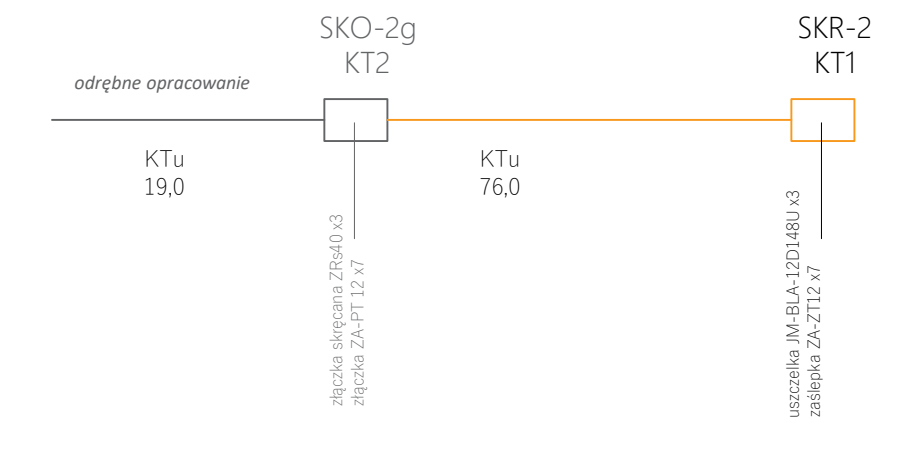 SKO-2g
KT2
SKR-2
KT1
odrębne opracowanie
KTu
19,0
KTu
76,0
złączka skręcana ZRs40 x3
złączka ZA-PT 12 x7
uszczelka JM-BLA-12D148U x3
zaślepka ZA-ZT12 x7